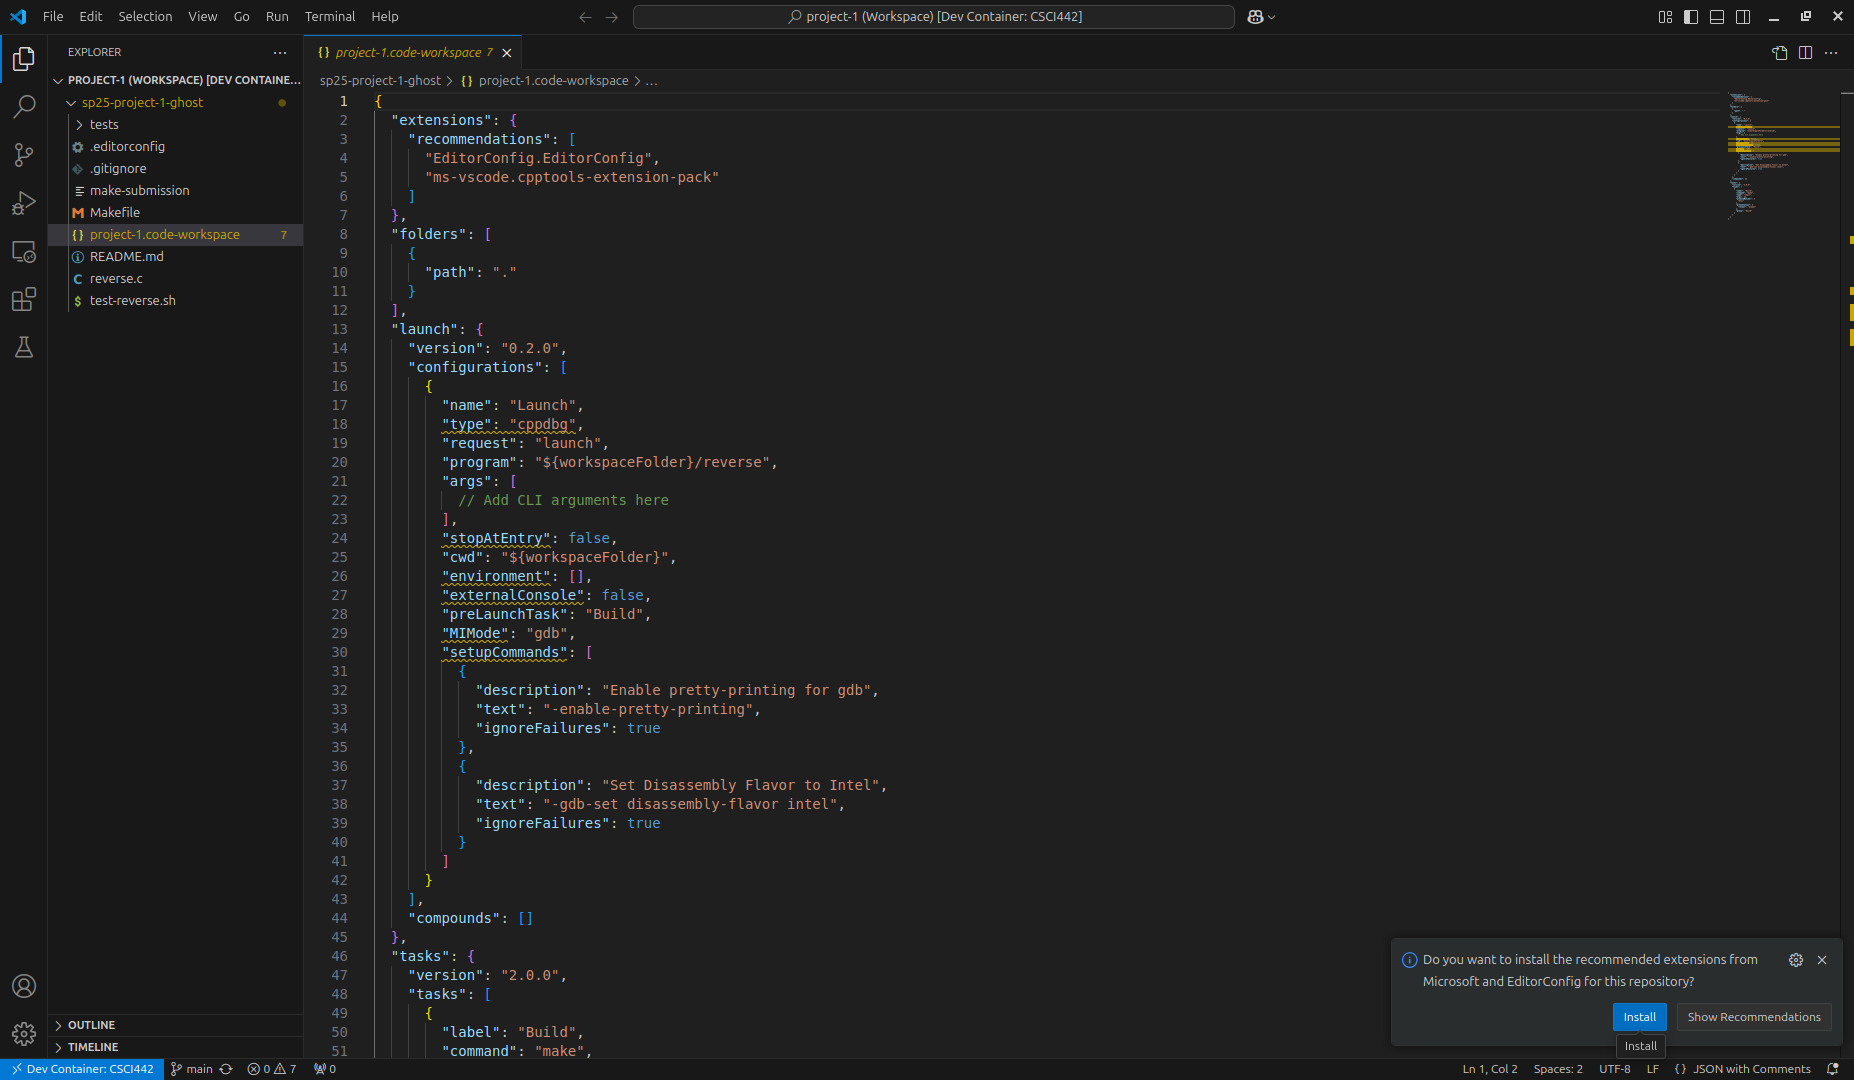 File Edit Selection View Go Run Terminal Help
project-1 (Workspace) [Dev Container: CSCI442]
EXPLORER
PROJECT-1 (WORKSPACE) [DEV CONTAINE...
sp25-project-1-ghost
tests
.editorconfig
.gitignore
make-submission
Makefile
project-1.code-workspace 7
README.md
reverse.c
test-reverse.sh
OUTLINE
TIMELINE
{} project-1.code-workspace 7
sp25-project-1-ghost > {} project-1.code-workspace > ...
1 {
2 "extensions": {
3 "recommendations": [
4 "EditorConfig.EditorConfig",
5 "ms-vscode.cpptools-extension-pack"
6 ]
7 },
8 "folders": [
9 {
10 "path": "."
11 }
12 ],
13 "launch": {
14 "version": "0.2.0",
15 "configurations": [
16 {
17 "name": "Launch",
18 "type": "cppdbg",
19 "request": "launch",
20 "program": "${workspaceFolder}/reverse",
21 "args": [
22 // Add CLI arguments here
23 ],
24 "stopAtEntry": false,
25 "cwd": "${workspaceFolder}",
26 "environment": [],
27 "externalConsole": false,
28 "preLaunchTask": "Build",
29 "MIMode": "gdb",
30 "setupCommands": [
31 {
32 "description": "Enable pretty-printing for gdb",
33 "text": "-enable-pretty-printing",
34 "ignoreFailures": true
35 },
36 {
37 "description": "Set Disassembly Flavor to Intel",
38 "text": "-gdb-set disassembly-flavor intel",
39 "ignoreFailures": true
40 }
41 ]
42 }
43 ],
44 "compounds": []
45 },
46 "tasks": {
47 "version": "2.0.0",
48 "tasks": [
49 {
50 "label": "Build",
51 "command": "make",
Do you want to install the recommended extensions from
Microsoft and EditorConfig for this repository?
Install Show Recommendations
Install
Dev Container: CSCI442 main 0 7 0
Ln 1, Col 2 Spaces: 2 UTF-8 LF {} JSON with Comments